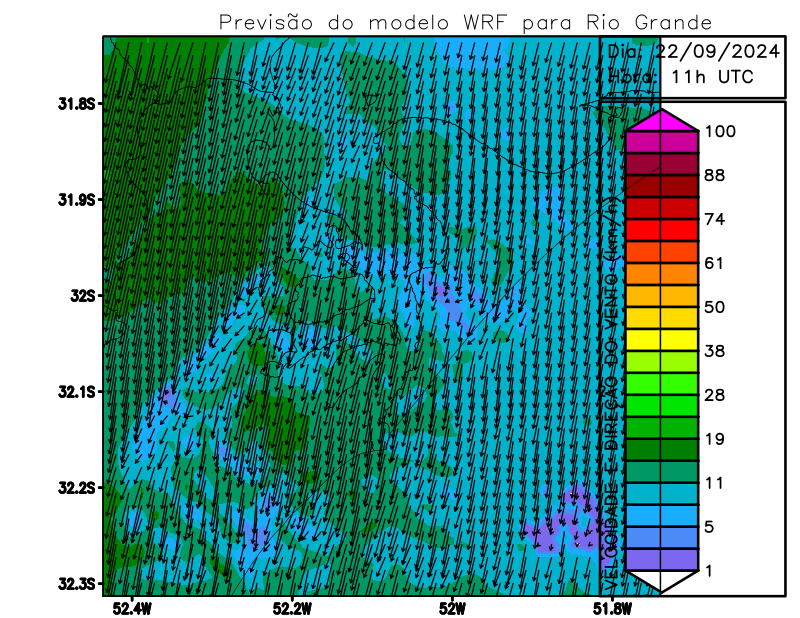 Previsão do modelo WRF para Rio Grande
Dia: 22/09/2024
Hora: 11h UTC
31.8S
31.9S
32S
32.1S
32.2S
32.3S
52.4W
52.2W
52W
51.8W
VELOCIDADE E DIREÇÃO DO VENTO (km/h)
100
88
74
61
50
38
28
19
11
5
1